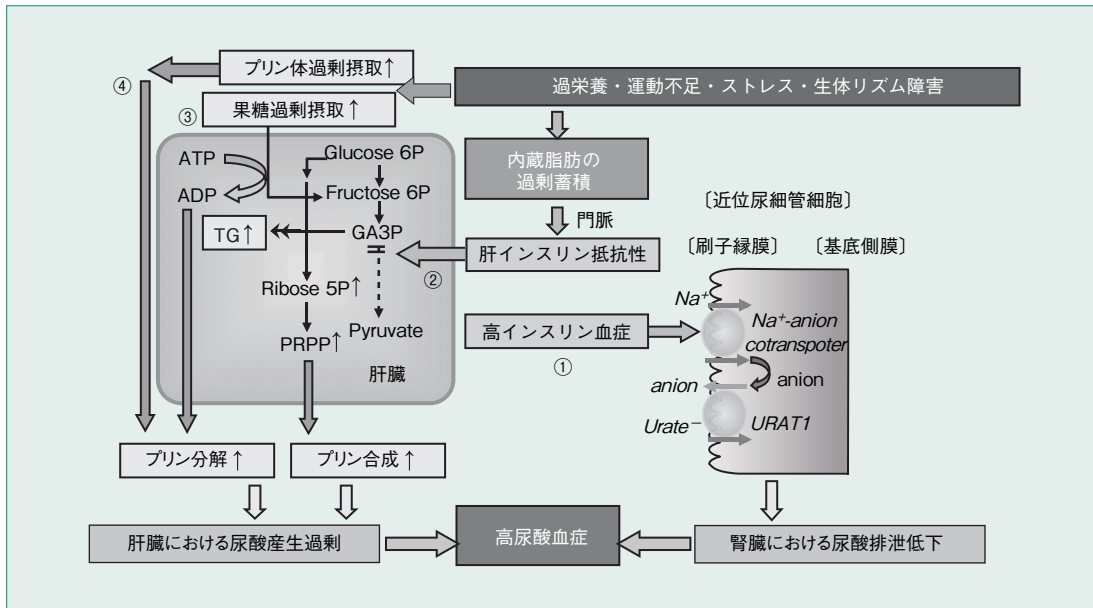 プリン体過剰摂取↑
④
過栄養・運動不足・ストレス・生体リズム障害
③
果糖過剰摂取↑
ATP
ADP
Glucose 6P
Fructose 6P
TG↑
GA3P
Ribose 5P↑
PRPP↑
Pyruvate
肝臓
内蔵脂肪の
過剰蓄積
門脈
②
肝インスリン抵抗性
高インスリン血症
①
〔近位尿細管細胞〕
〔刷子縁膜〕
〔基底側膜〕
Na⁺
Na⁺-anion
cotranspoter
anion
anion
Urate⁻
URAT1
プリン分解↑
プリン合成↑
肝臓における尿酸産生過剰
高尿酸血症
腎臓における尿酸排泄低下